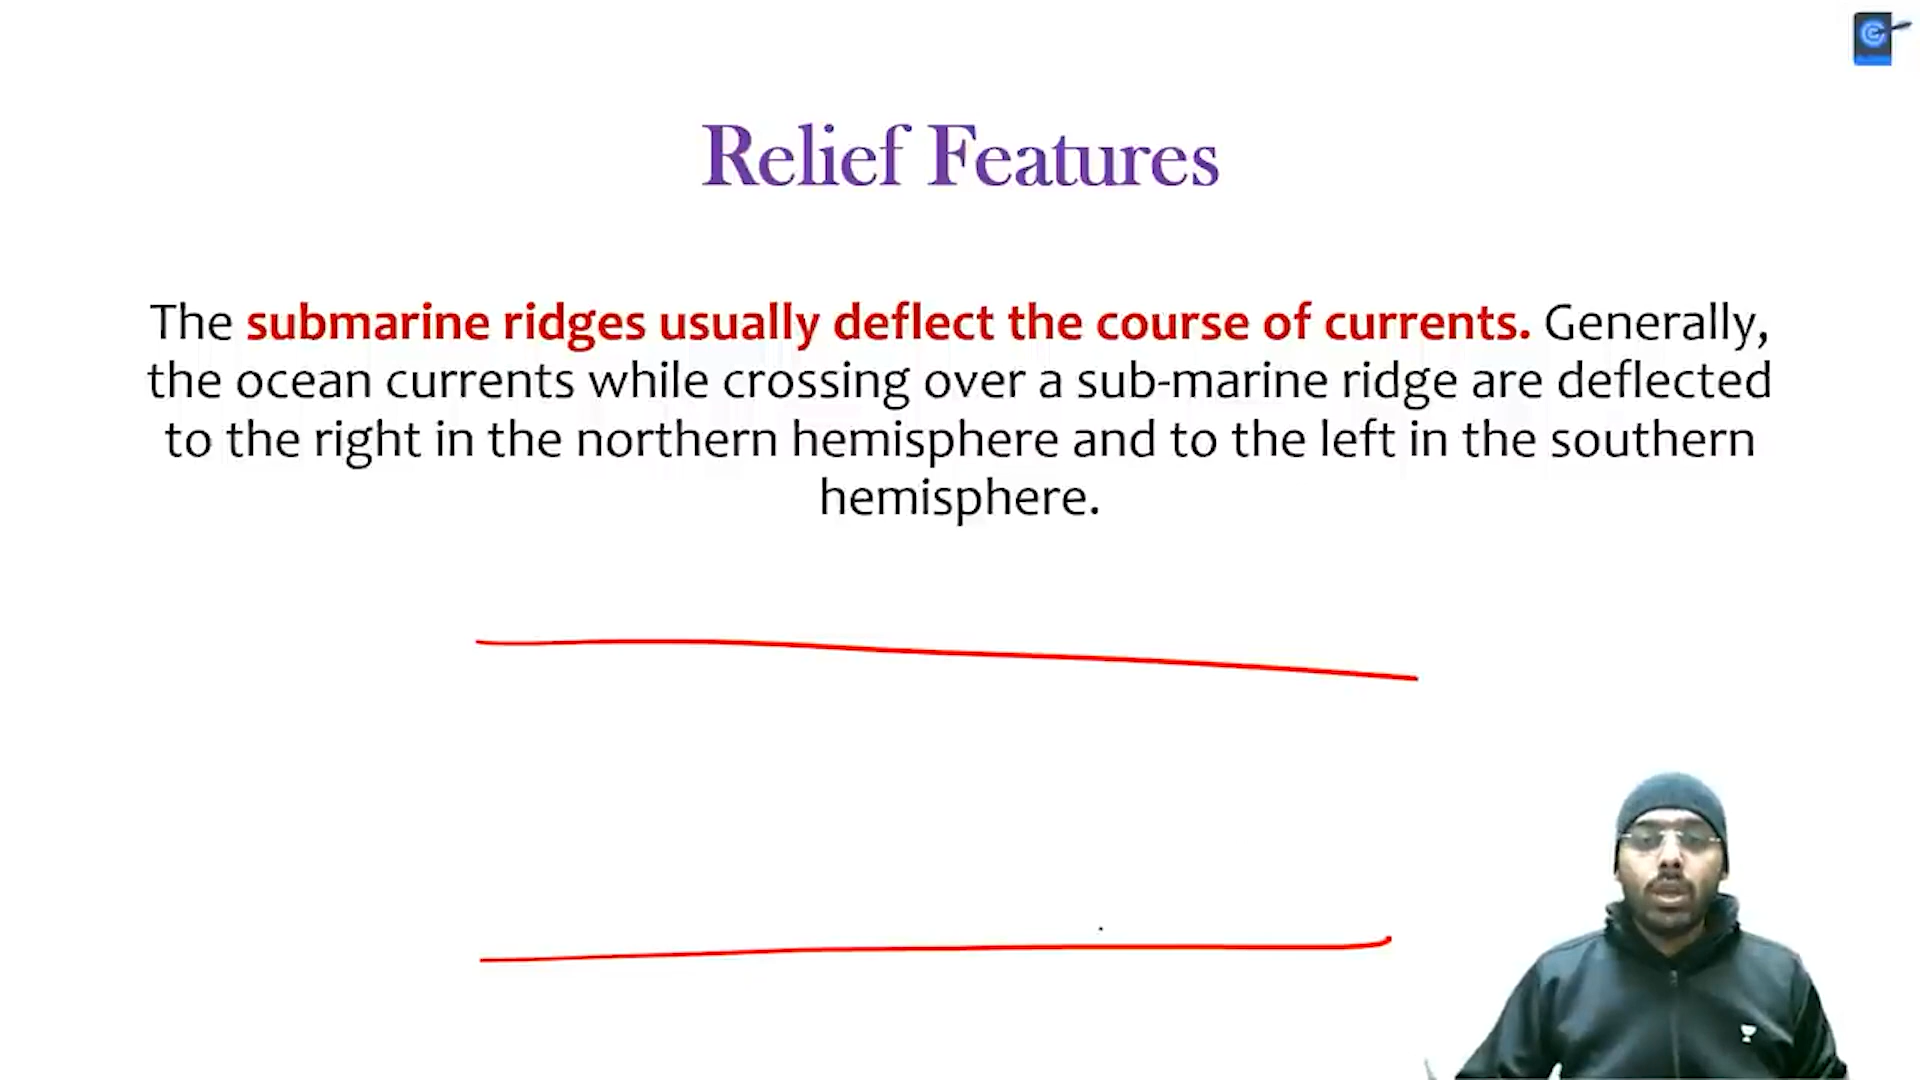 Relief Features
The submarine ridges usually deflect the course of currents. Generally,
the ocean currents while crossing over a sub-marine ridge are deflected
to the right in the northern hemisphere and to the left in the southern
hemisphere.